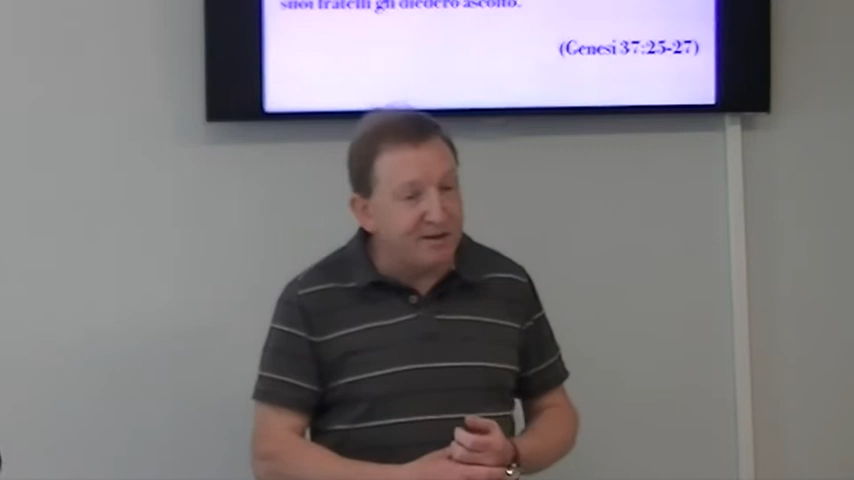 suoi fratelli gli diedero ascolto.
(Genesi 37:25-27)